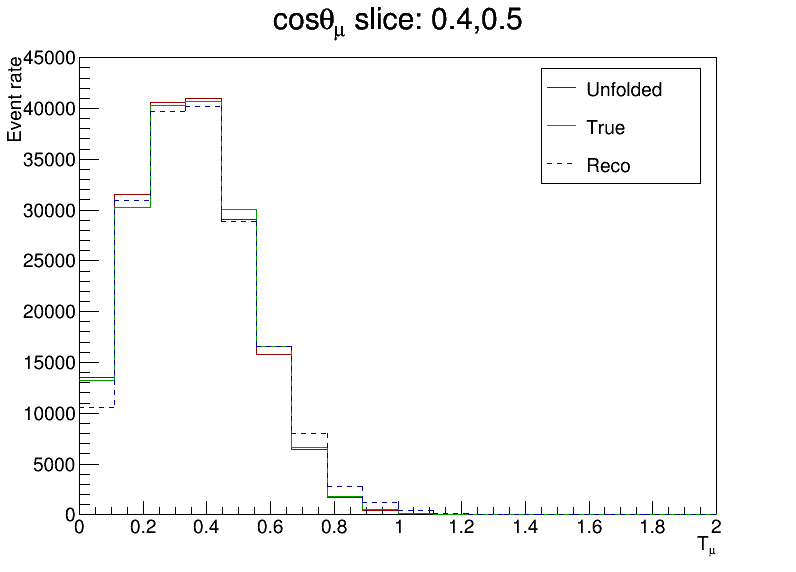 cosθμ slice: 0.4,0.5
Event rate
45000
40000
35000
30000
25000
20000
15000
10000
5000
0
Unfolded
True
Reco
0 0.2 0.4 0.6 0.8 1 1.2 1.4 1.6 1.8 2
Tμ